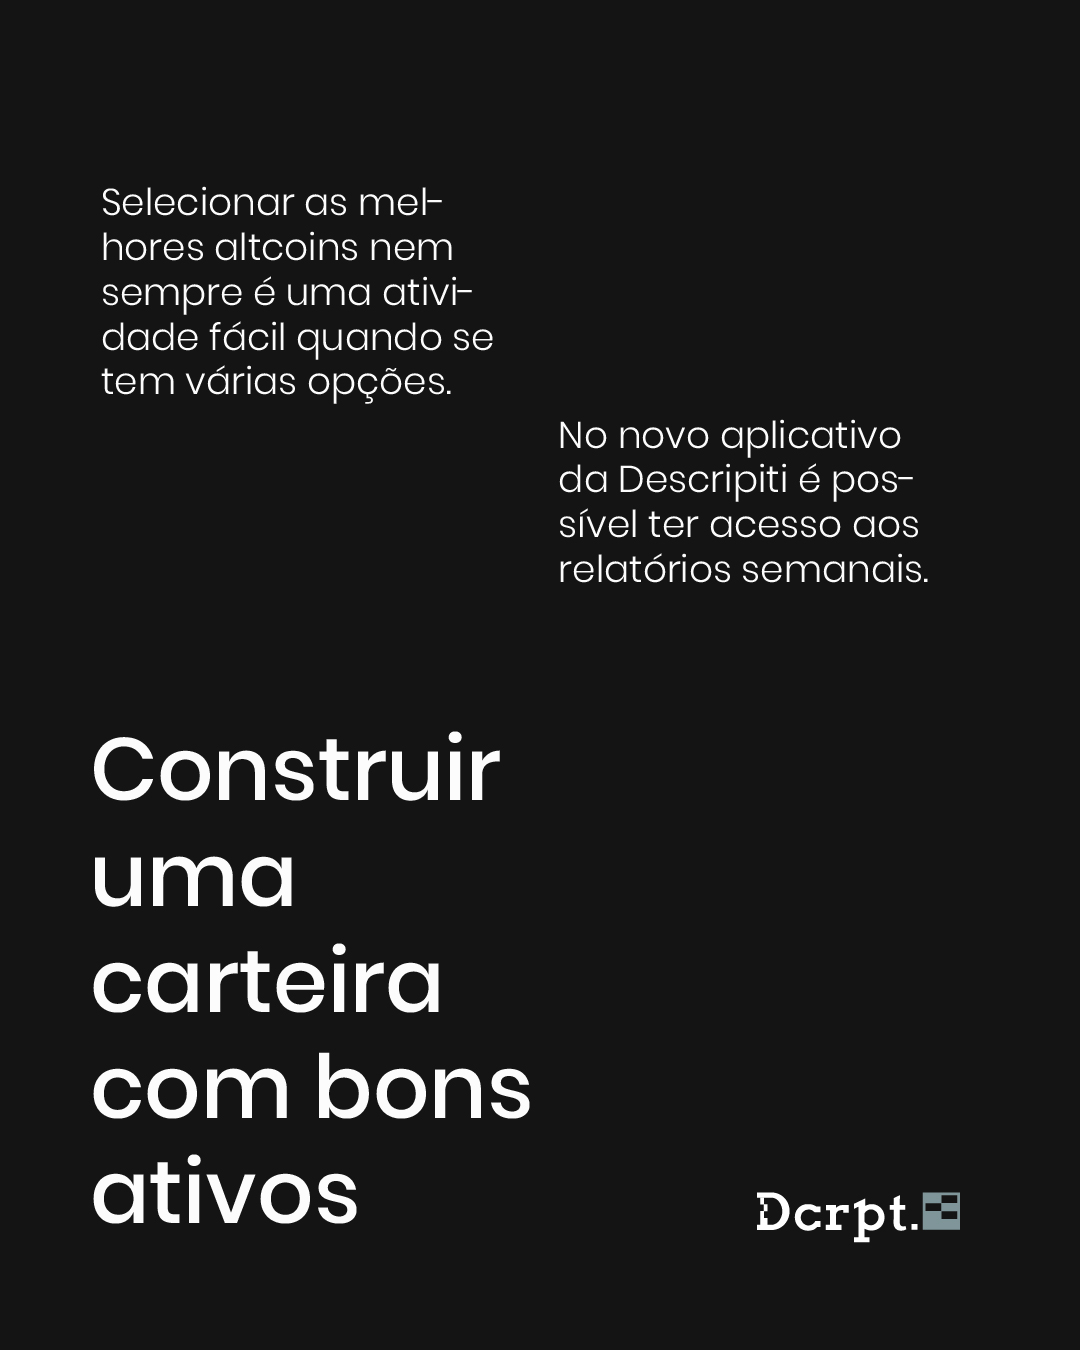 Selecionar as mel-
hores altcoins nem
sempre é uma ativi-
dade fácil quando se
tem várias opções.
No novo aplicativo
da Descripiti é pos-
sível ter acesso aos
relatórios semanais.
Construir
uma
carteira
com bons
ativos
Dcrpt.